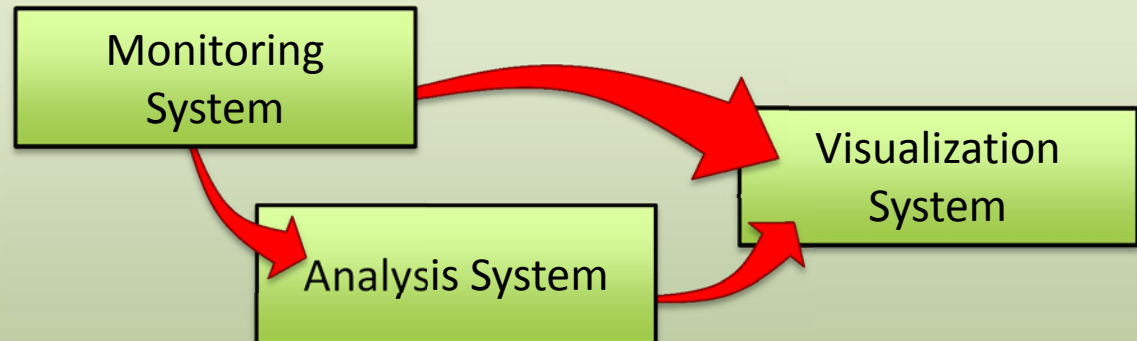 Monitoring
System
Visualization
System
Analysis System